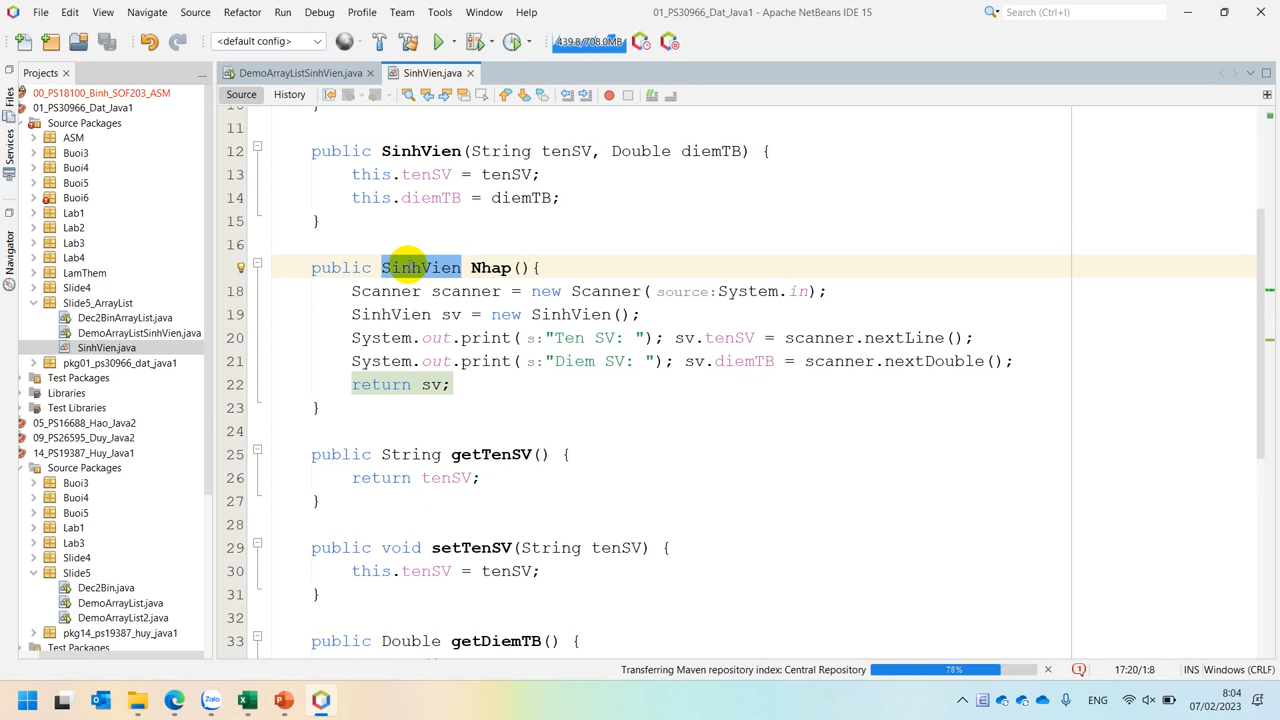 File Edit View Navigate Source Refactor Run Debug Profile Team Tools Window Help
01_PS30966_Dat_Java1 - Apache NetBeans IDE 15
Search (Ctrl+I)
<default config>
439.8/708.0MB
Projects
DemoArrayListSinhVien.java
SinhVien.java
Files
Services
Navigator
Source History
00_PS18100_Binh_SOF203_ASM
01_PS30966_Dat_Java1
Source Packages
ASM
Buoi3
Buoi4
Buoi5
Buoi6
Lab1
Lab2
Lab3
Lab4
LamThem
Slide4
Slide5_ArrayList
Dec2BinArrayList.java
DemoArrayListSinhVien.java
SinhVien.java
pkg01_ps30966_dat_java1
Test Packages
Libraries
Test Libraries
05_PS16688_Hao_Java2
09_PS26595_Duy_Java2
14_PS19387_Huy_Java1
Source Packages
Buoi3
Buoi4
Buoi5
Lab1
Lab3
Slide4
Slide5
Dec2Bin.java
DemoArrayList.java
DemoArrayList2.java
pkg14_ps19387_huy_java1
Test Packages
10 }
11
12 public SinhVien(String tenSV, Double diemTB) {
13 this.tenSV = tenSV;
14 this.diemTB = diemTB;
15 }
16
public SinhVien Nhap(){
18 Scanner scanner = new Scanner(source:System.in);
19 SinhVien sv = new SinhVien();
20 System.out.print(s:"Ten SV: "); sv.tenSV = scanner.nextLine();
21 System.out.print(s:"Diem SV: "); sv.diemTB = scanner.nextDouble();
22 return sv;
23 }
24
25 public String getTenSV() {
26 return tenSV;
27 }
28
29 public void setTenSV(String tenSV) {
30 this.tenSV = tenSV;
31 }
32
33 public Double getDiemTB() {
Transferring Maven repository index: Central Repository 78%
17:20/1:8 INS Windows (CRLF)
Zalo
ENG
8:04
07/02/2023